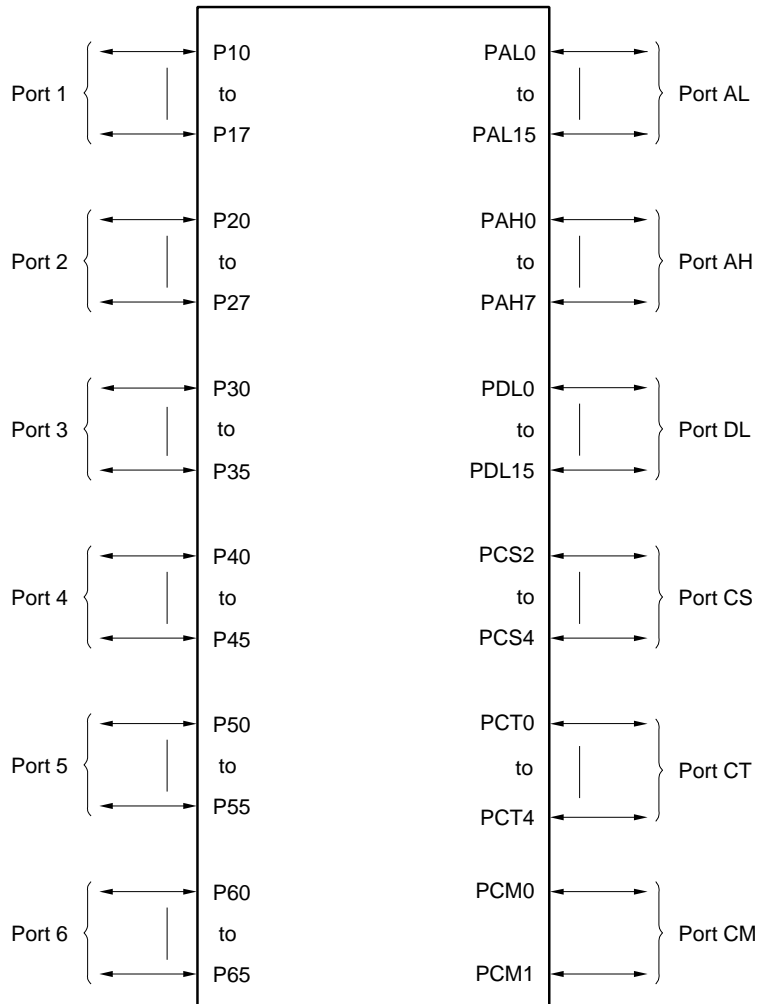 Port 1
P10
to
P17
Port 2
P20
to
P27
Port 3
P30
to
P35
Port 4
P40
to
P45
Port 5
P50
to
P55
Port 6
P60
to
P65
PAL0
to
PAL15
Port AL
PAH0
to
PAH7
Port AH
PDL0
to
PDL15
Port DL
PCS2
to
PCS4
Port CS
PCT0
to
PCT4
Port CT
PCM0
PCM1
Port CM